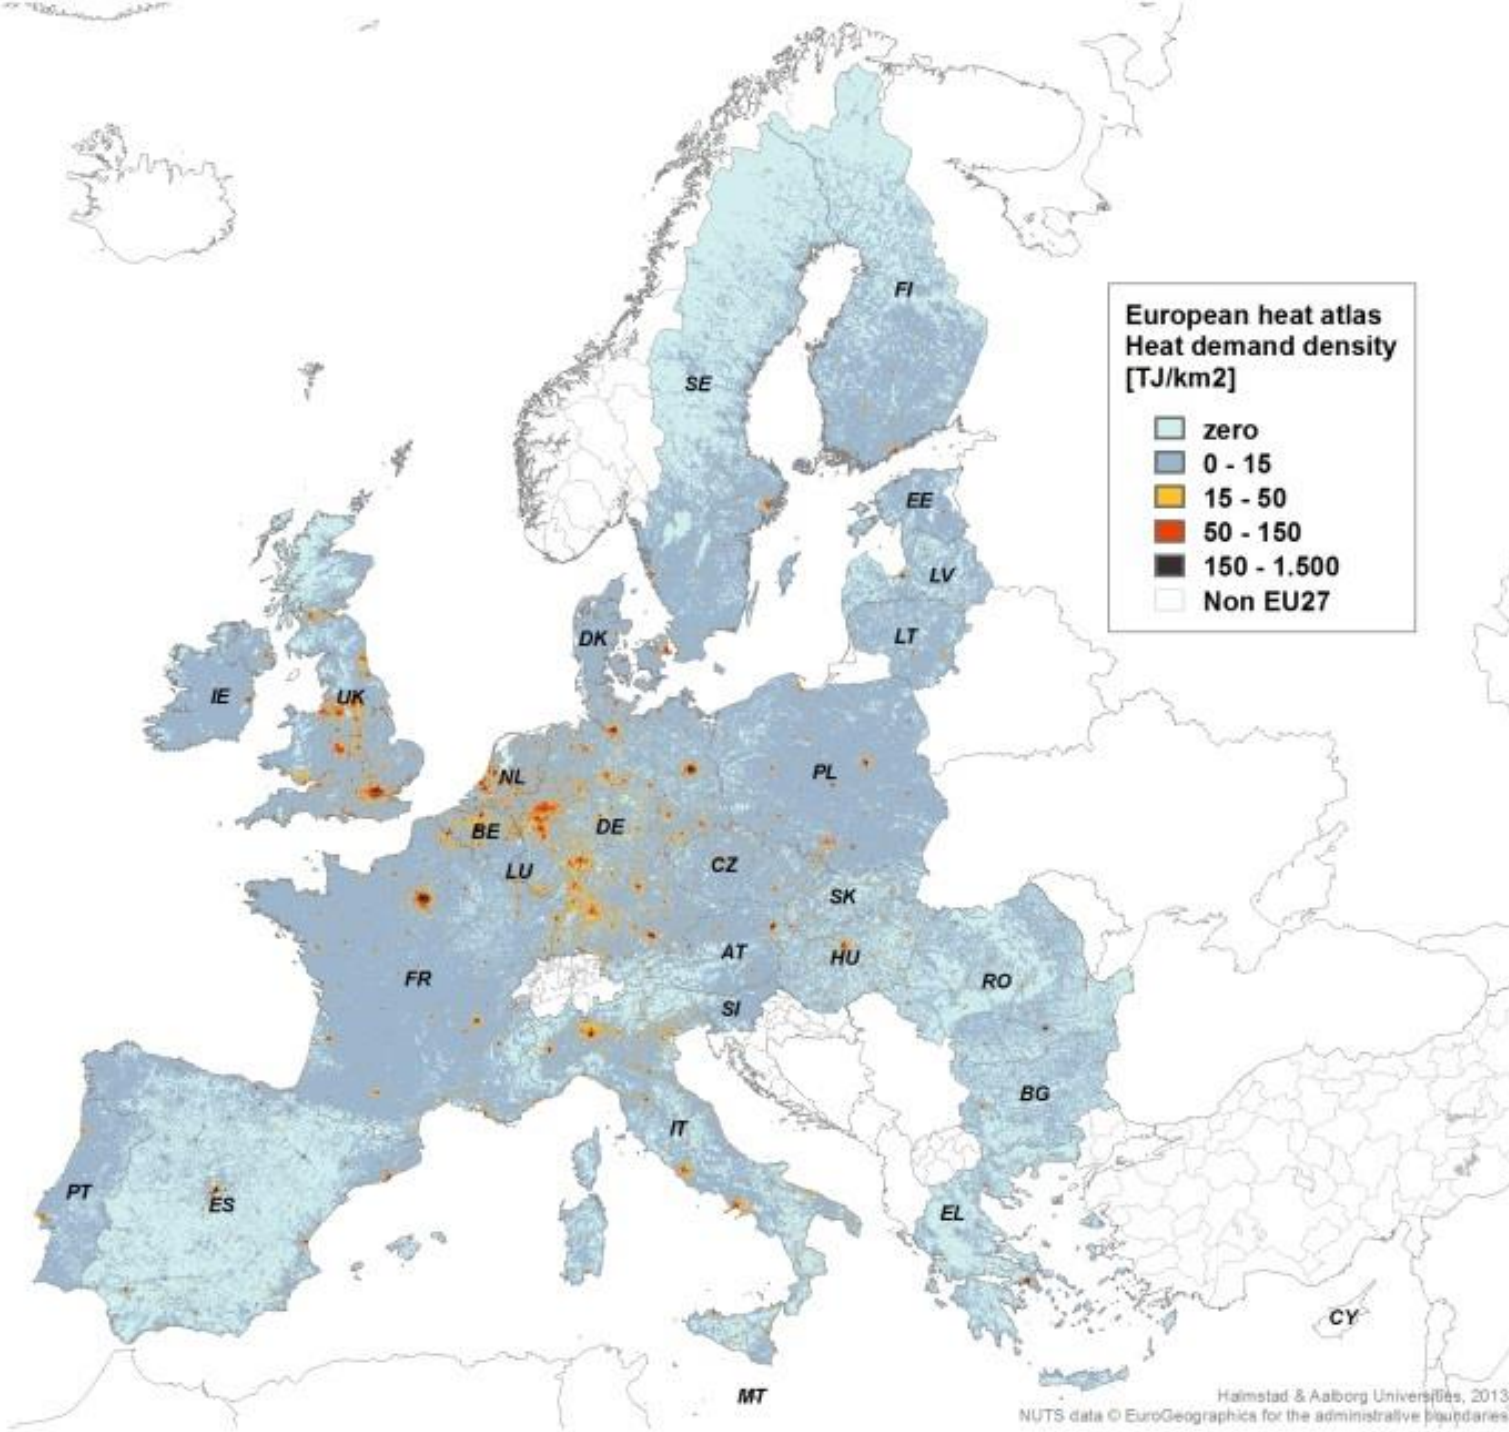 FI
European heat atlas
Heat demand density
[TJ/km2]
zero
0 - 15
15 - 50
50 - 150
150 - 1.500
Non EU27
SE
EE
LV
LT
DK
IE
UK
NL
PL
BE
DE
LU
CZ
SK
AT
HU
FR
RO
SI
BG
IT
PT
ES
EL
CY
MT
Halmstad & Aalborg Universities, 2013
NUTS data © EuroGeographics for the administrative boundaries